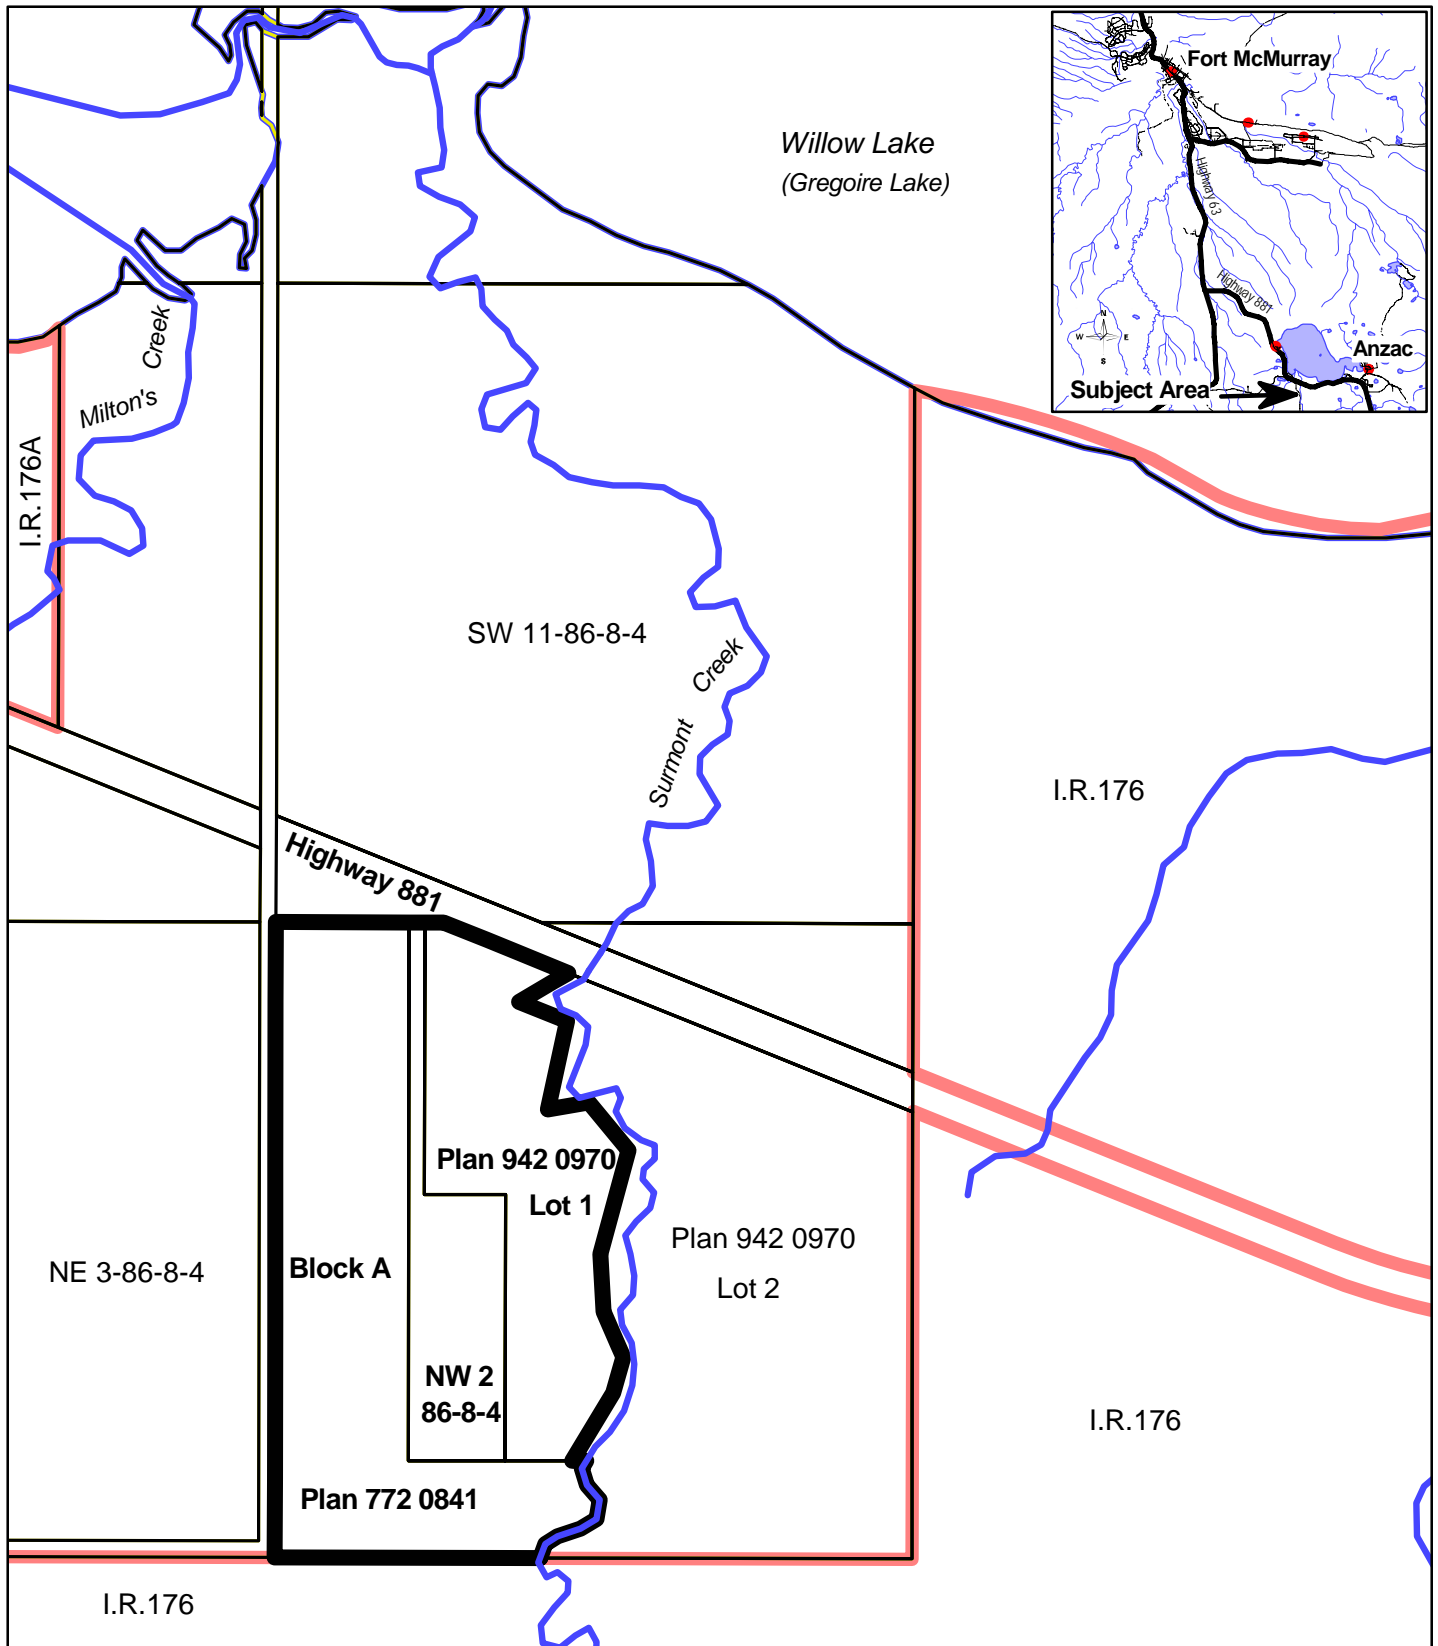 Fort McMurray
Highway 63
Highway 881
N
W E
S
Anzac
Subject Area
Willow Lake
(Gregoire Lake)
Milton's Creek
I.R.176A
SW 11-86-8-4
Surmont Creek
I.R.176
Highway 881
Plan 942 0970
Lot 1
Plan 942 0970
Lot 2
NE 3-86-8-4
Block A
NW 2
86-8-4
I.R.176
Plan 772 0841
I.R.176